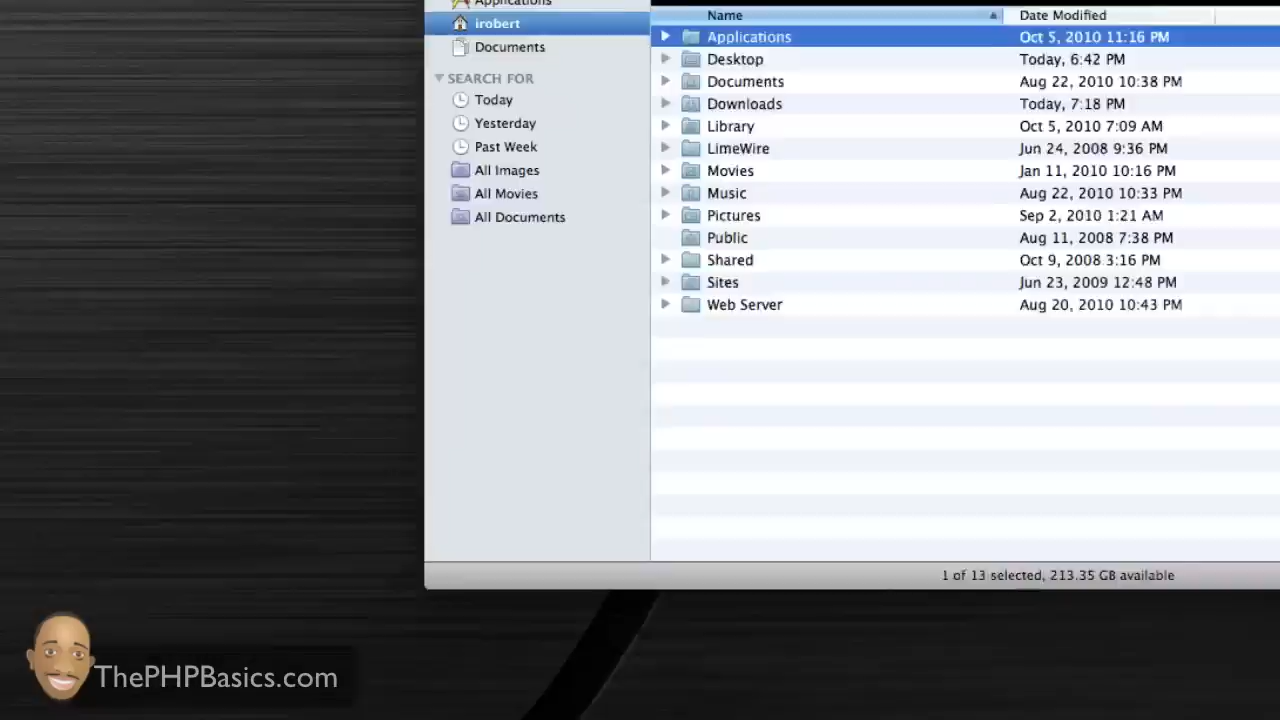 Applications
irobert
Documents
SEARCH FOR
Today
Yesterday
Past Week
All Images
All Movies
All Documents
Name Date Modified
Applications Oct 5, 2010 11:16 PM
Desktop Today, 6:42 PM
Documents Aug 22, 2010 10:38 PM
Downloads Today, 7:18 PM
Library Oct 5, 2010 7:09 AM
LimeWire Jun 24, 2008 9:36 PM
Movies Jan 11, 2010 10:16 PM
Music Aug 22, 2010 10:33 PM
Pictures Sep 2, 2010 1:21 AM
Public Aug 11, 2008 7:38 PM
Shared Oct 9, 2008 3:16 PM
Sites Jun 23, 2009 12:48 PM
Web Server Aug 20, 2010 10:43 PM
1 of 13 selected, 213.35 GB available
ThePHPBasics.com